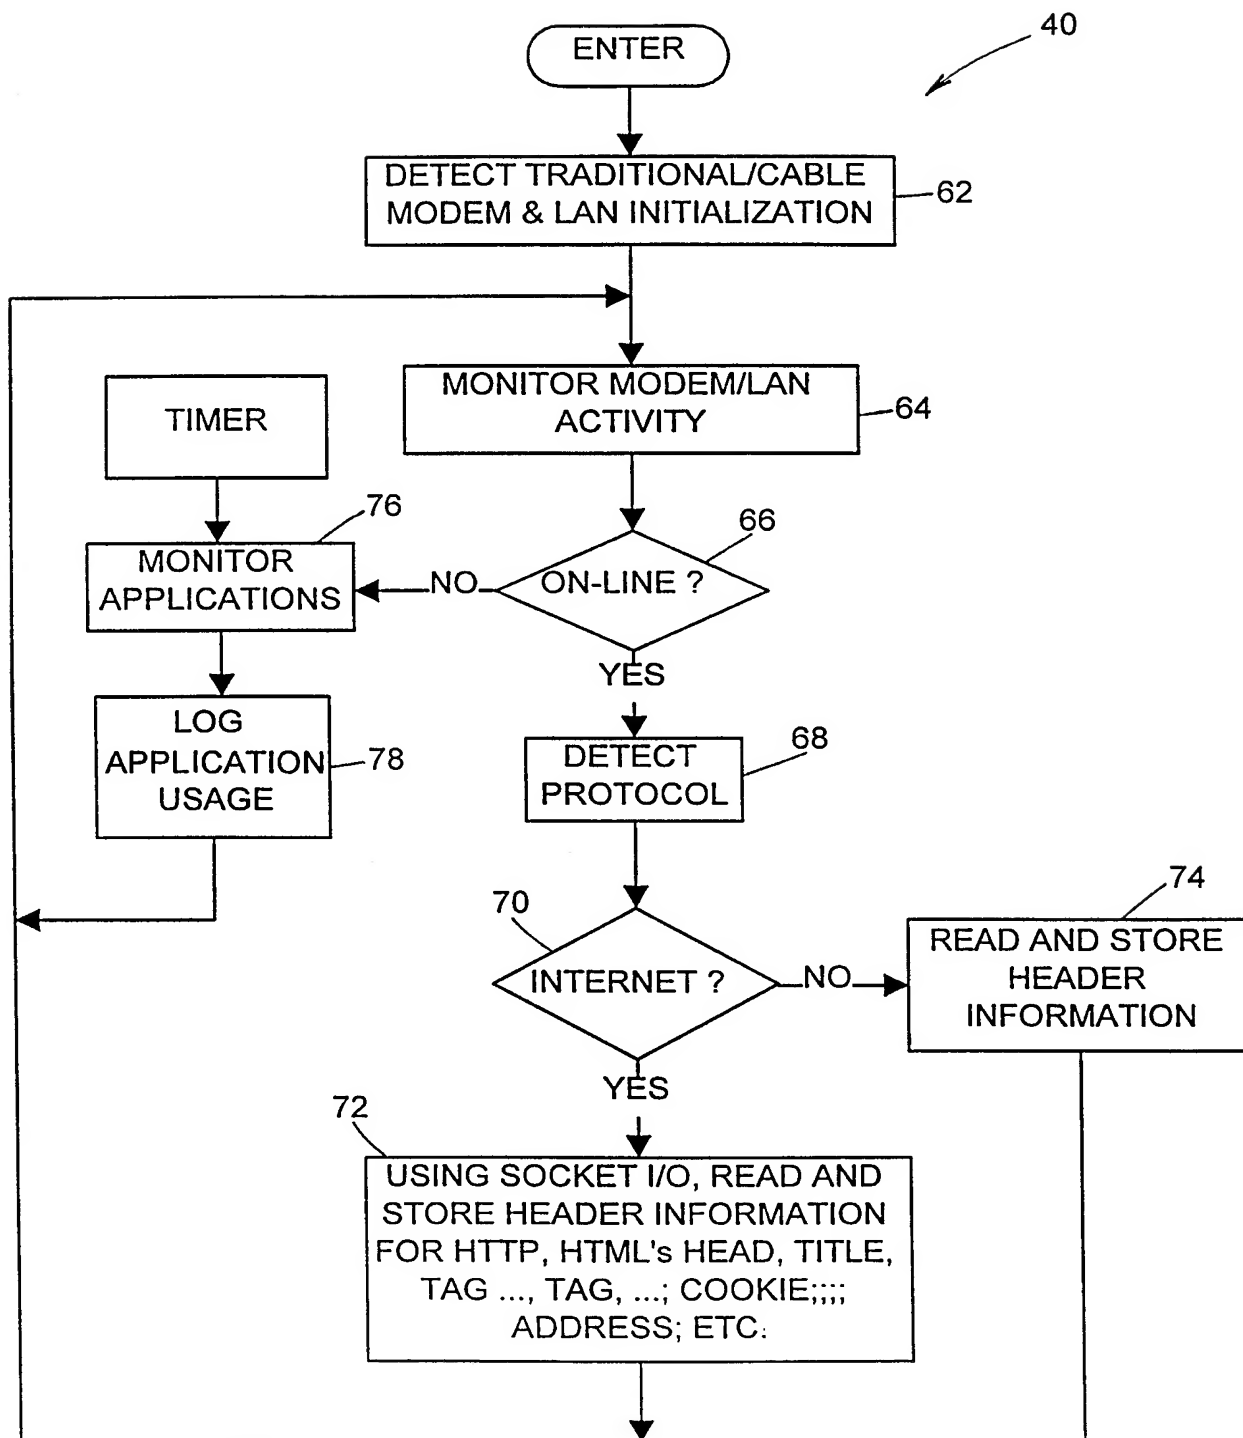 ENTER
40
DETECT TRADITIONAL/CABLE
MODEM & LAN INITIALIZATION
62
MONITOR MODEM/LAN
ACTIVITY
64
TIMER
76
MONITOR
APPLICATIONS
NO
ON-LINE ?
66
YES
LOG
APPLICATION
USAGE
78
DETECT
PROTOCOL
68
70
INTERNET ?
NO
74
READ AND STORE
HEADER
INFORMATION
YES
72
USING SOCKET I/O, READ AND
STORE HEADER INFORMATION
FOR HTTP, HTML's HEAD, TITLE,
TAG ..., TAG, ...; COOKIE;;;;
ADDRESS; ETC.